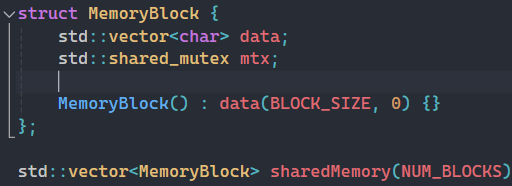 struct MemoryBlock {
    std::vector<char> data;
    std::shared_mutex mtx;
    MemoryBlock() : data(BLOCK_SIZE, 0) {}
};
std::vector<MemoryBlock> sharedMemory(NUM_BLOCKS)